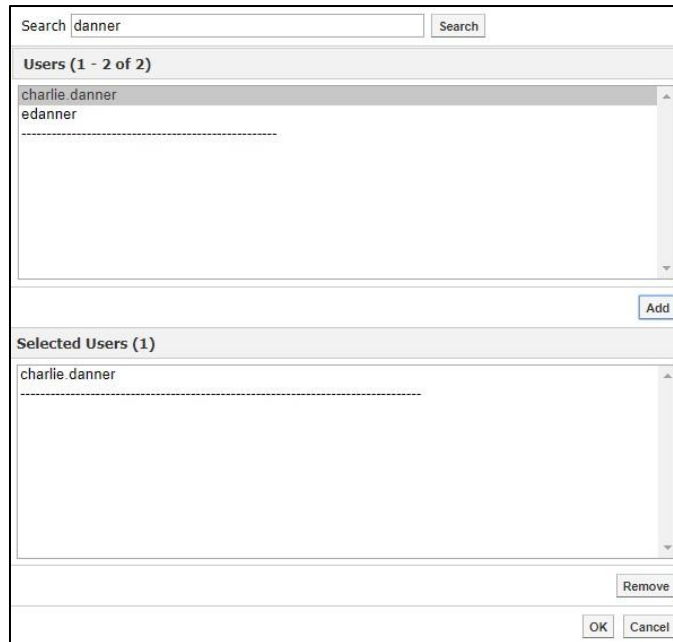 Search danner Search
Users (1 - 2 of 2)
charlie.danner
edanner
---------------------------------------------------
Add
Selected Users (1)
charlie.danner
--------------------------------------------------------------------------------
Remove
OK Cancel